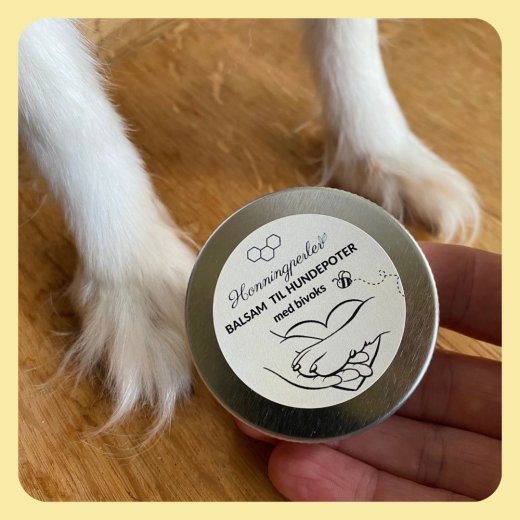 Honningperler
BALSAM TIL HUNDEPOTER
med bivoks